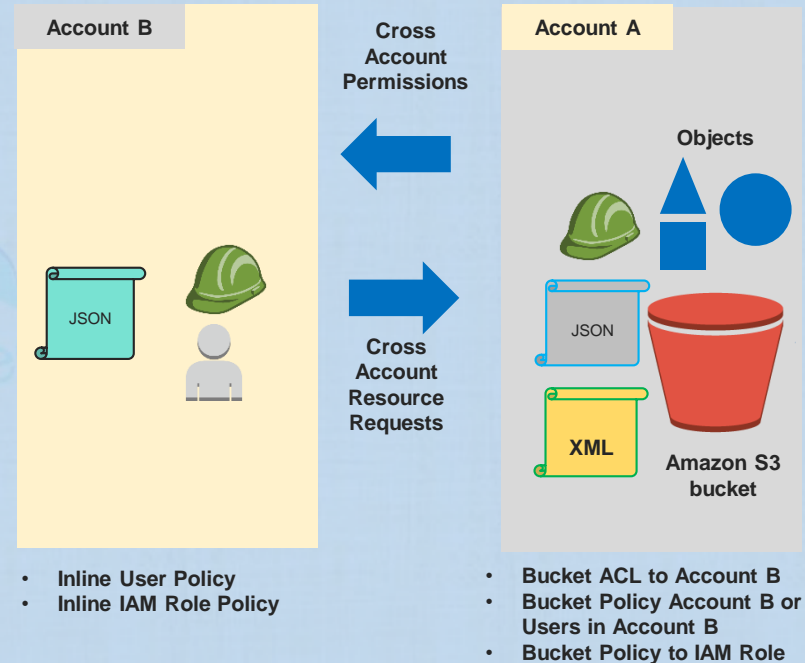 Account B
Cross
Account
Permissions
Account A
Objects
JSON
JSON
Cross
Account
Resource
Requests
XML
Amazon S3
bucket
• Inline User Policy
• Inline IAM Role Policy
• Bucket ACL to Account B
• Bucket Policy Account B or
Users in Account B
• Bucket Policy to IAM Role